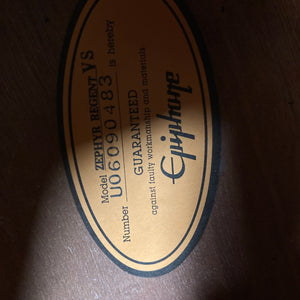 Model ZEPHYR REGENT VS
Number U06090483 is hereby
GUARANTEED
against faulty workmanship and materials
Epiphone